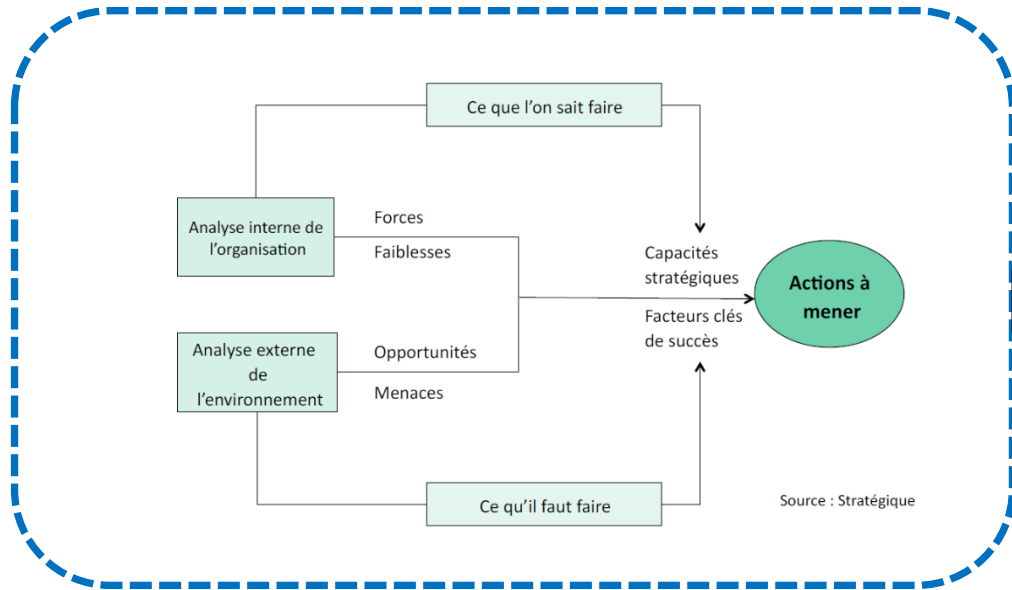 Ce que l’on sait faire
Analyse interne de
l’organisation
Forces
Faiblesses
Capacités
stratégiques
Actions à
mener
Facteurs clés
de succès
Analyse externe
de
l’environnement
Opportunités
Menaces
Ce qu’il faut faire
Source : Stratégique